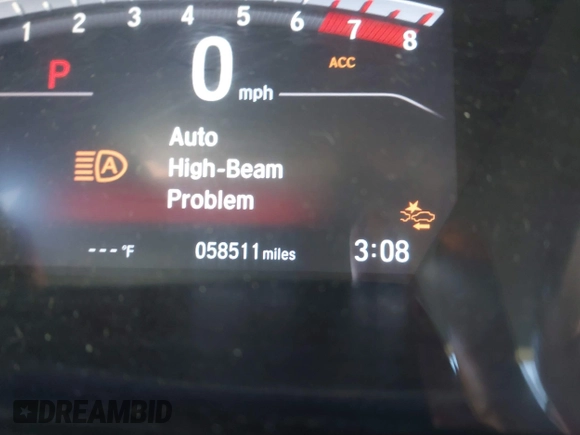 1 2 3 4 5 6 7 8
P 0 mph ACC
Auto
High-Beam
Problem
A
---°F 058511 miles 3:08
DREAMBID